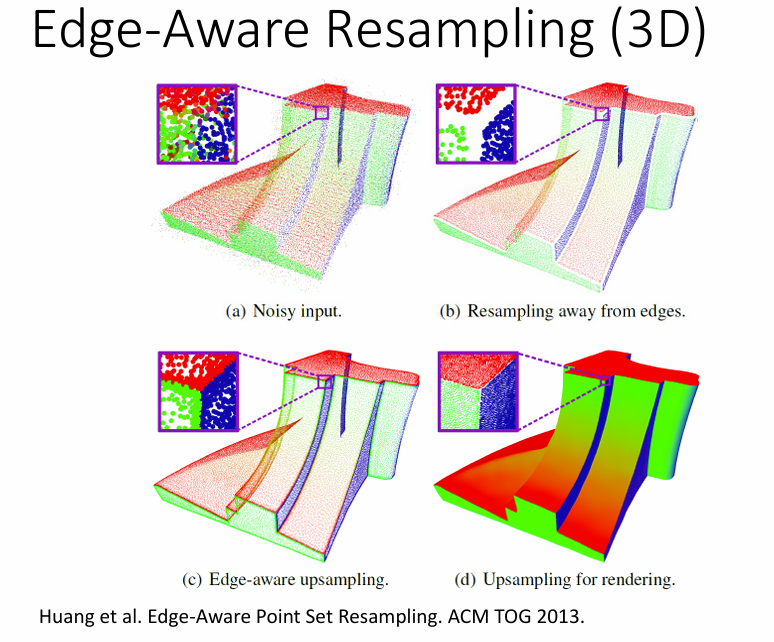 Edge-Aware Resampling (3D)
(a) Noisy input.
(b) Resampling away from edges.
(c) Edge-aware upsampling.
(d) Upsampling for rendering.
Huang et al. Edge-Aware Point Set Resampling. ACM TOG 2013.